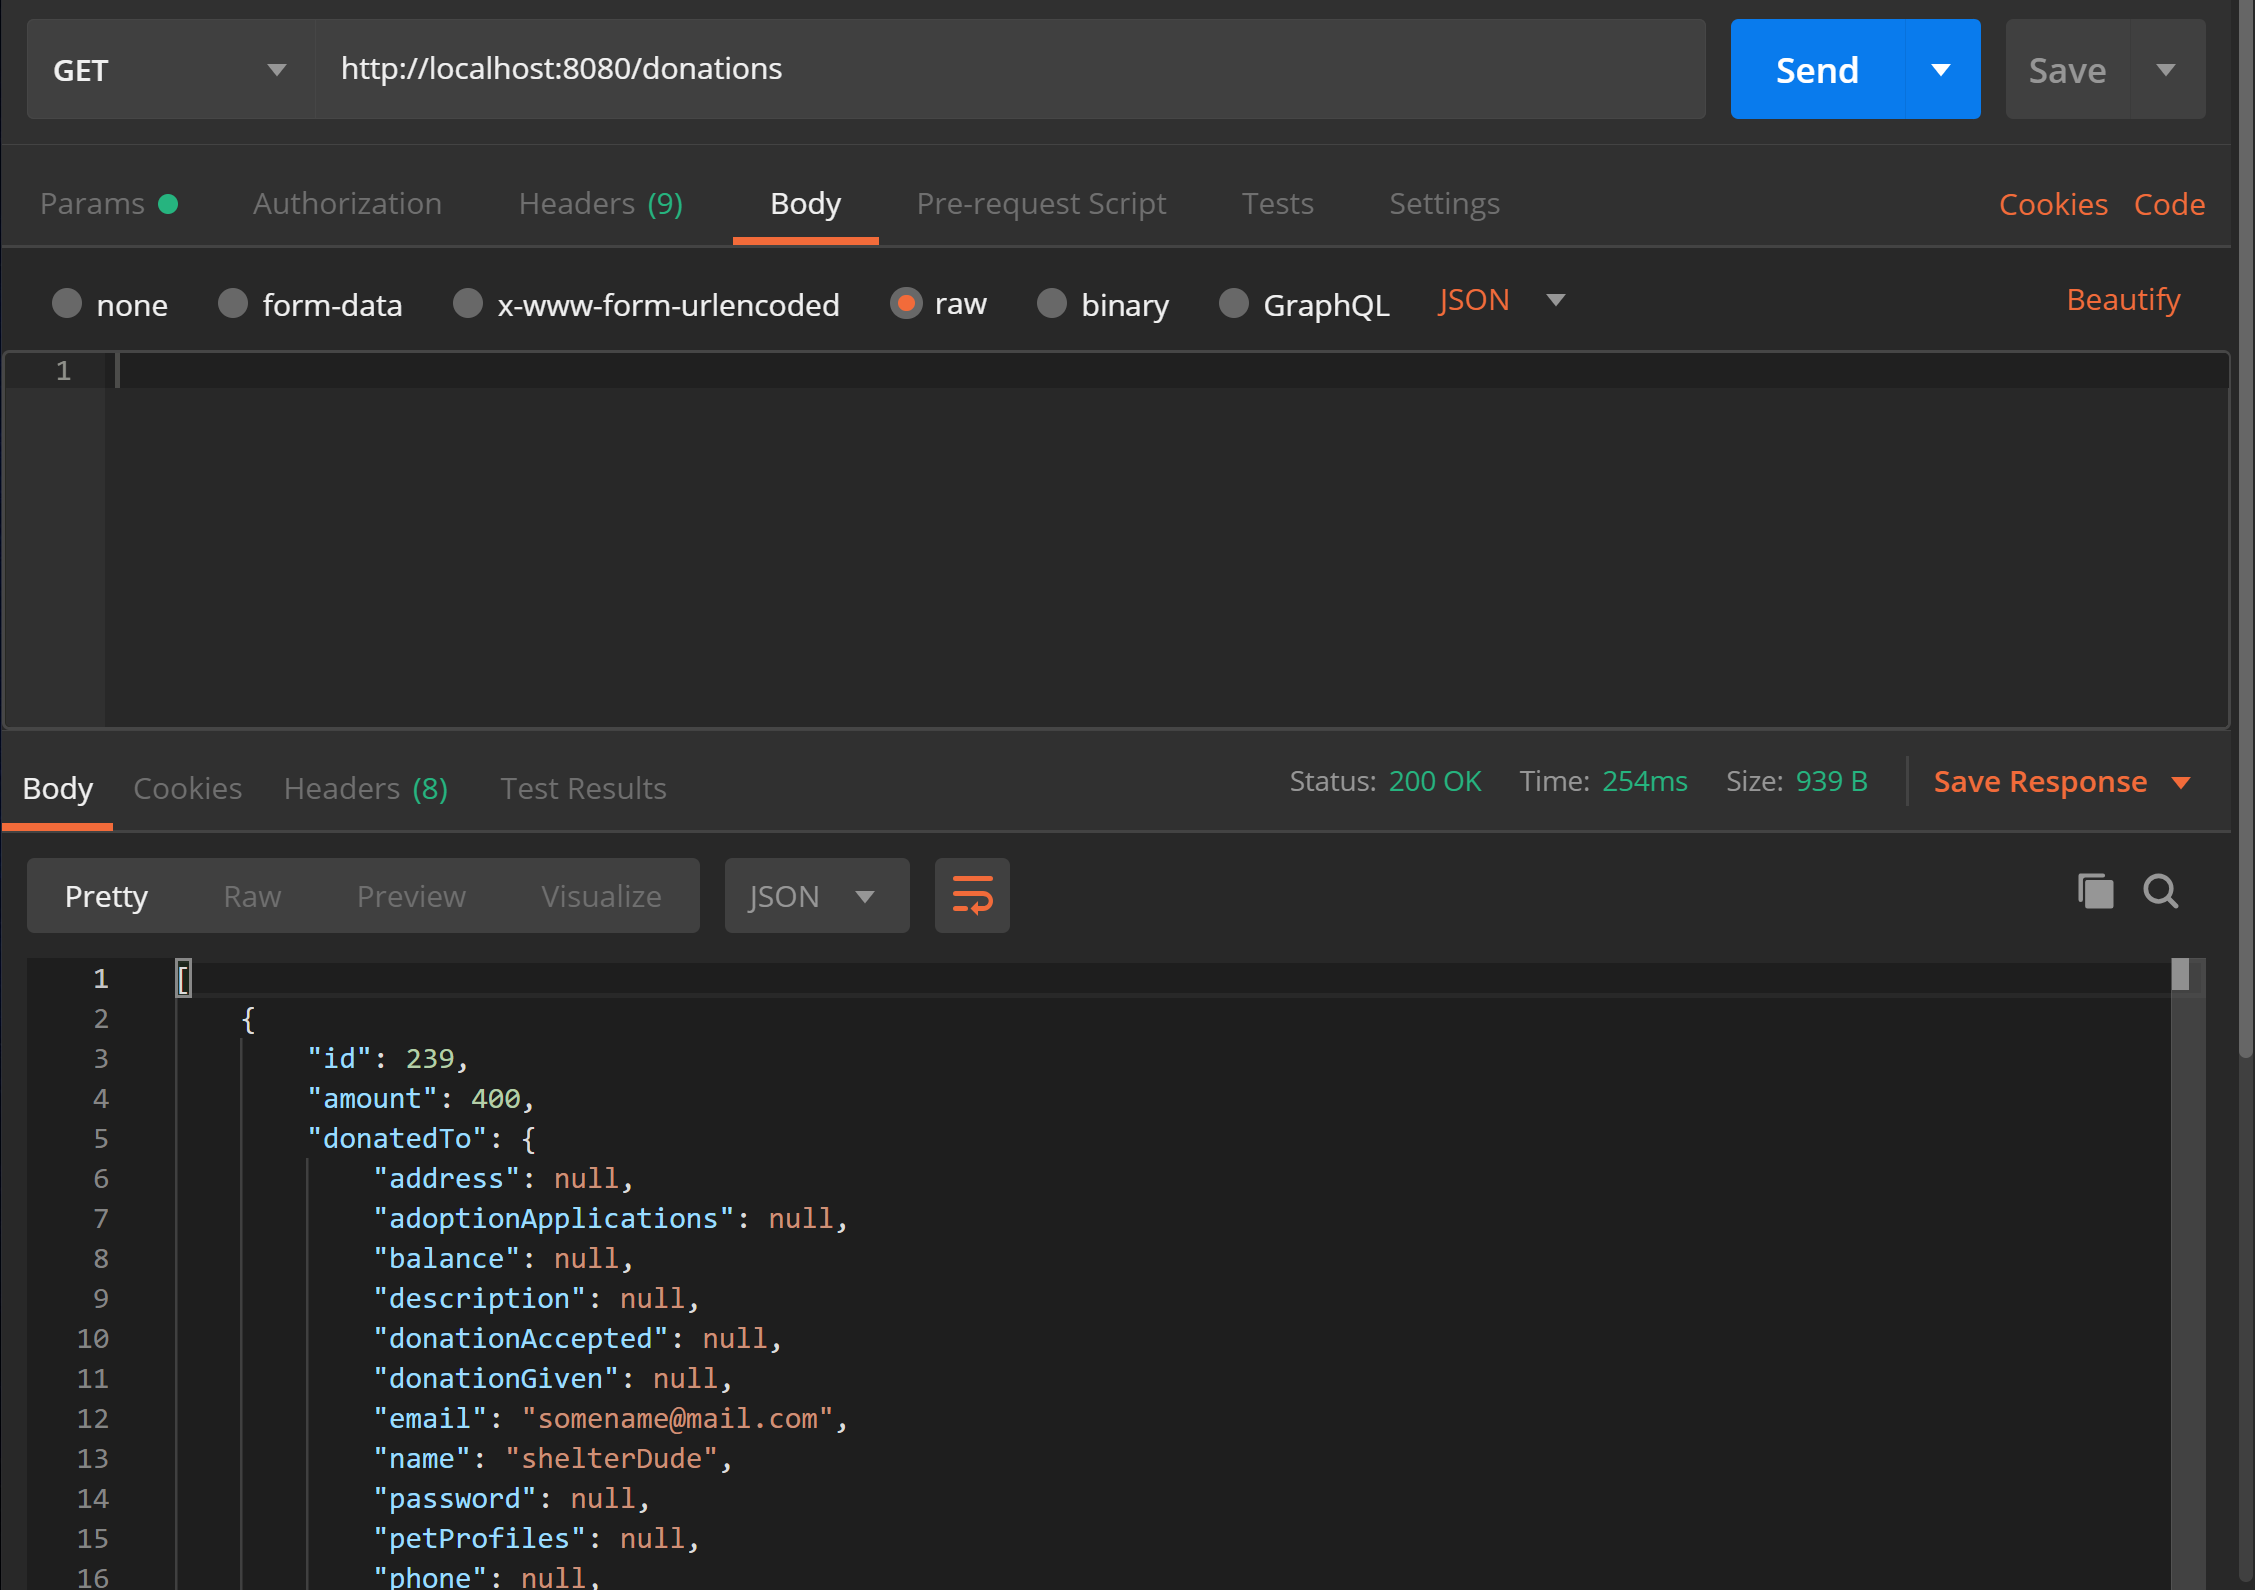 GET http://localhost:8080/donations Send Save
Params Authorization Headers (9) Body Pre-request Script Tests Settings Cookies Code
none form-data x-www-form-urlencoded raw binary GraphQL JSON Beautify
1
Body Cookies Headers (8) Test Results Status: 200 OK Time: 254ms Size: 939 B Save Response
Pretty Raw Preview Visualize JSON
1 [
2 {
3 "id": 239,
4 "amount": 400,
5 "donatedTo": {
6 "address": null,
7 "adoptionApplications": null,
8 "balance": null,
9 "description": null,
10 "donationAccepted": null,
11 "donationGiven": null,
12 "email": "somename@mail.com",
13 "name": "shelterDude",
14 "password": null,
15 "petProfiles": null,
16 "phone": null,